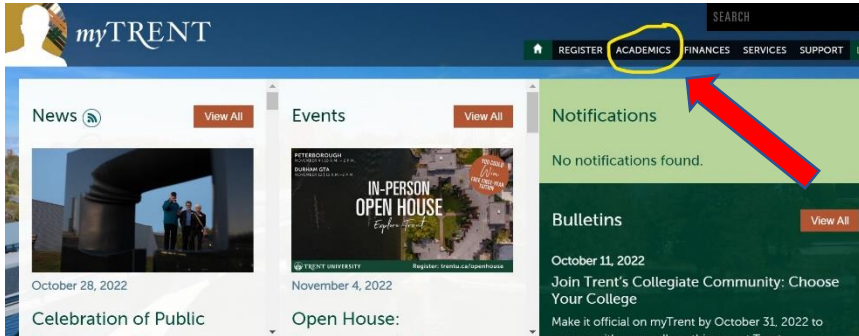 myTRENT
SEARCH
REGISTER ACADEMICS FINANCES SERVICES SUPPORT
News
View All
Events
View All
Notifications
No notifications found.
PETERBOROUGH
DURHAM GTA
YOU COULD
Win
IN-PERSON
OPEN HOUSE
Explore Trent
TRENT UNIVERSITY
Register: trentu.ca/openhouse
October 28, 2022
Celebration of Public
November 4, 2022
Open House:
Bulletins
View All
October 11, 2022
Join Trent's Collegiate Community: Choose
Your College
Make it official on myTrent by October 31, 2022 to